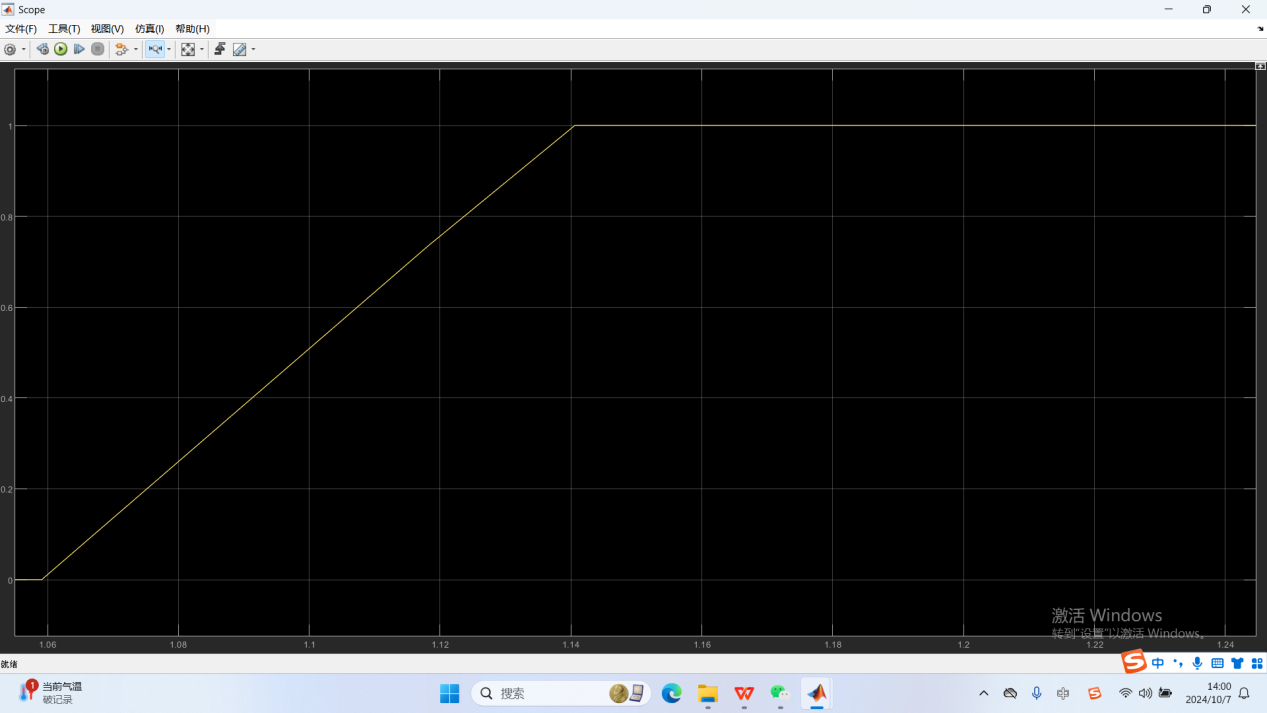 Scope
文件(F) 工具(T) 视图(V) 仿真(I) 帮助(H)
1
0.8
0.6
0.4
0.2
0
1.06 1.08 1.1 1.12 1.14 1.16 1.18 1.2 1.22 1.24
激活 Windows
转到"设置"以激活 Windows。
就绪
中
1
当前气温
破记录
搜索
中
14:00
2024/10/7